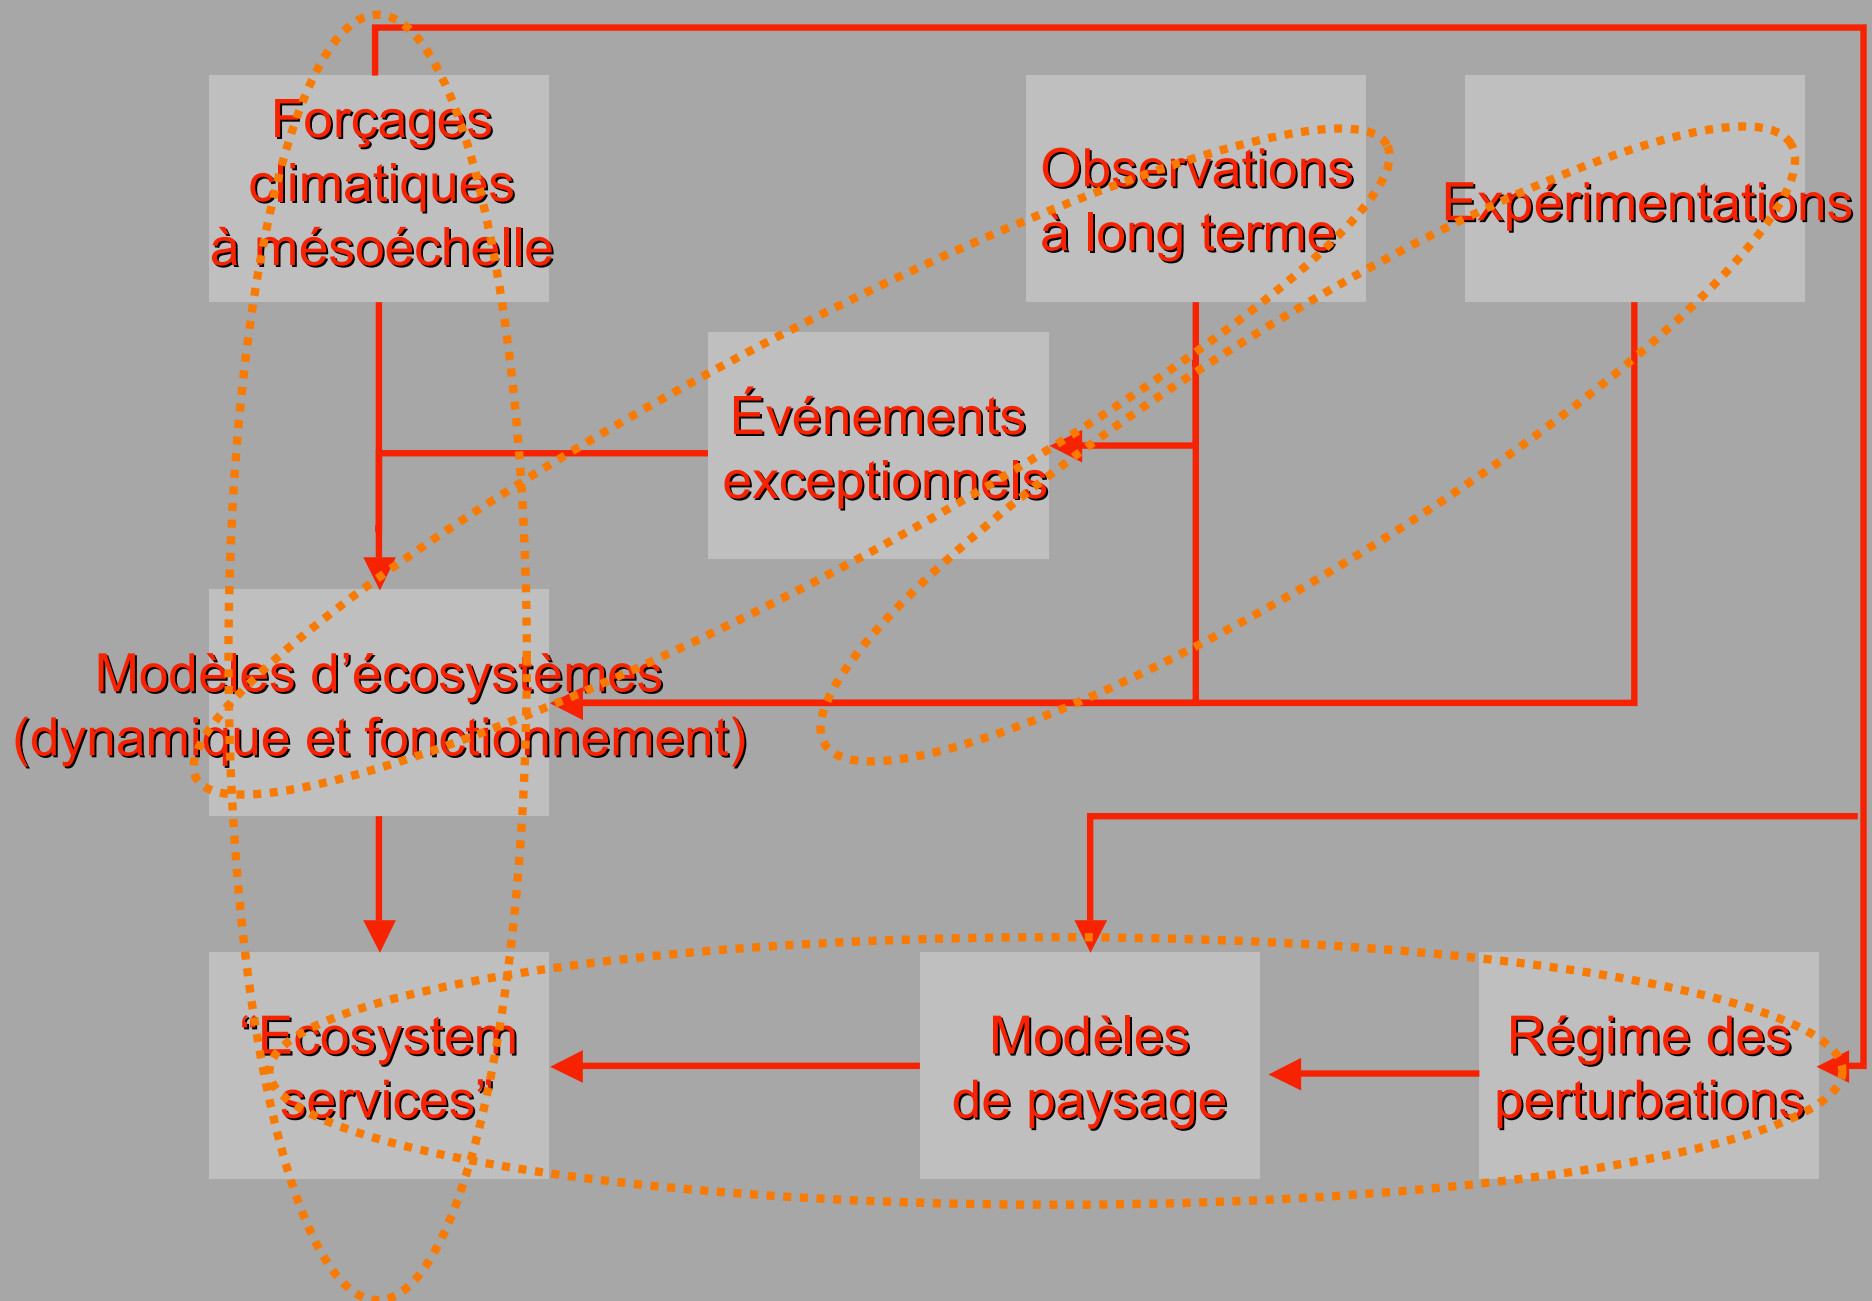 Forçages
climatiques
à mésoéchelle
Observations
à long terme
Expérimentations
Événements
exceptionnels
Modèles d’écosystèmes
(dynamique et fonctionnement)
“Ecosystem
services”
Modèles
de paysage
Régime des
perturbations